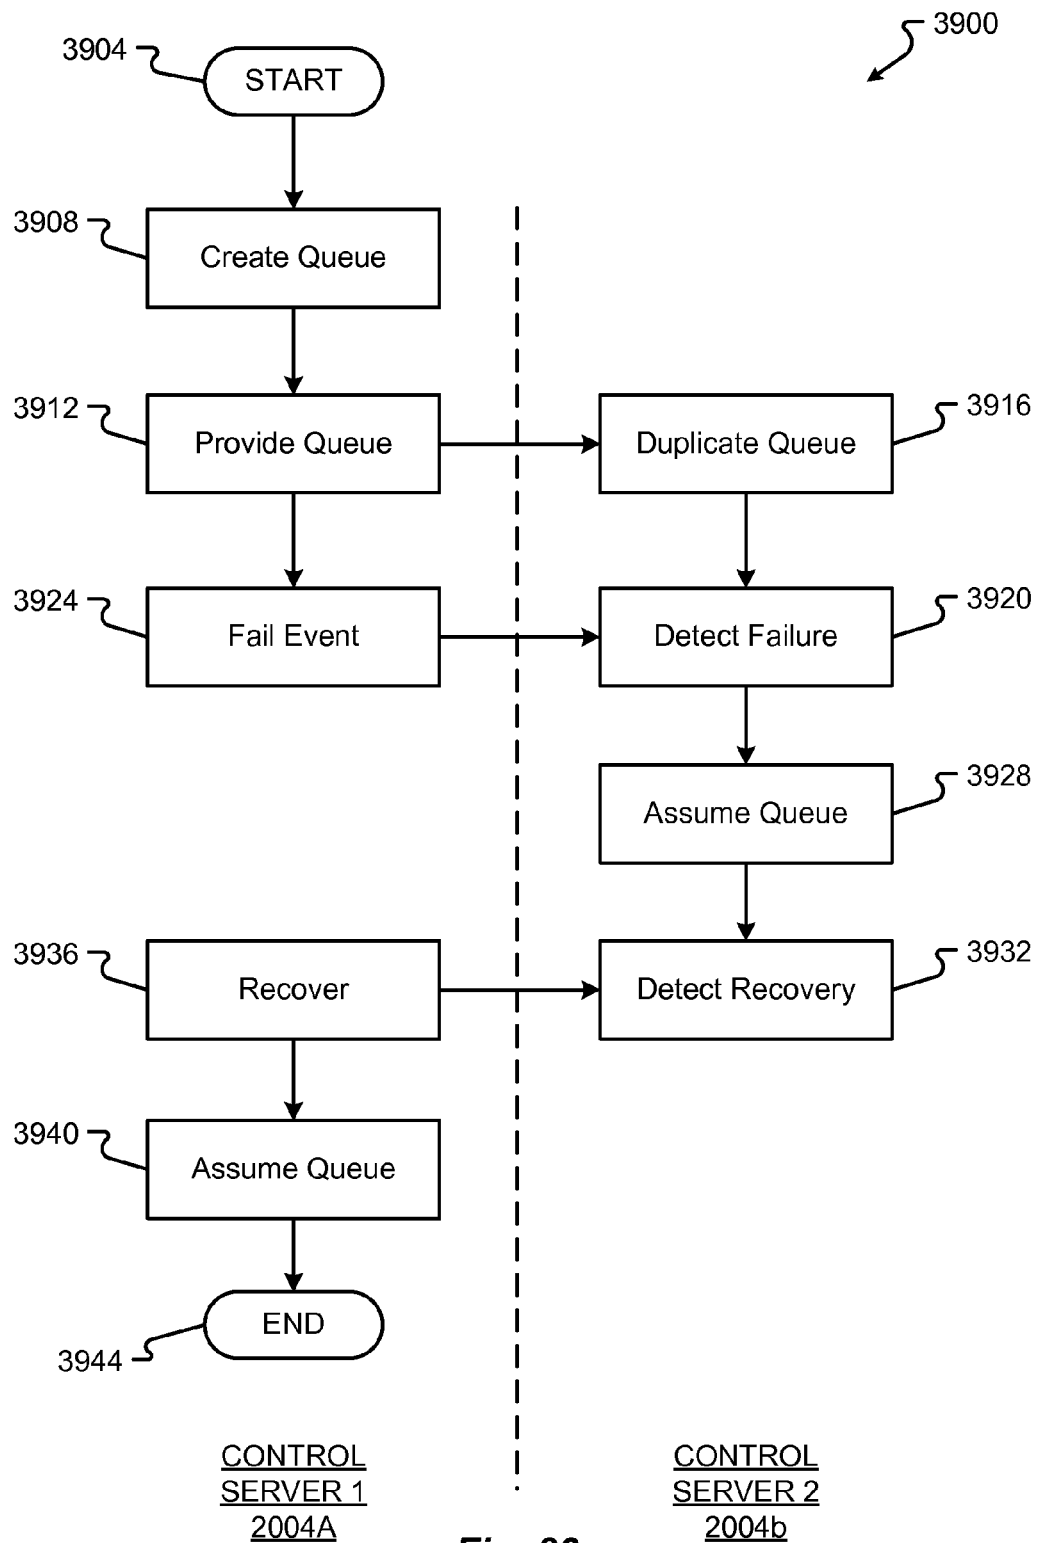 3900
3904
START
3908
Create Queue
3912
Provide Queue
3916
Duplicate Queue
3924
Fail Event
3920
Detect Failure
3928
Assume Queue
3936
Recover
3932
Detect Recovery
3940
Assume Queue
END
3944
CONTROL
SERVER 1
2004A
CONTROL
SERVER 2
2004b